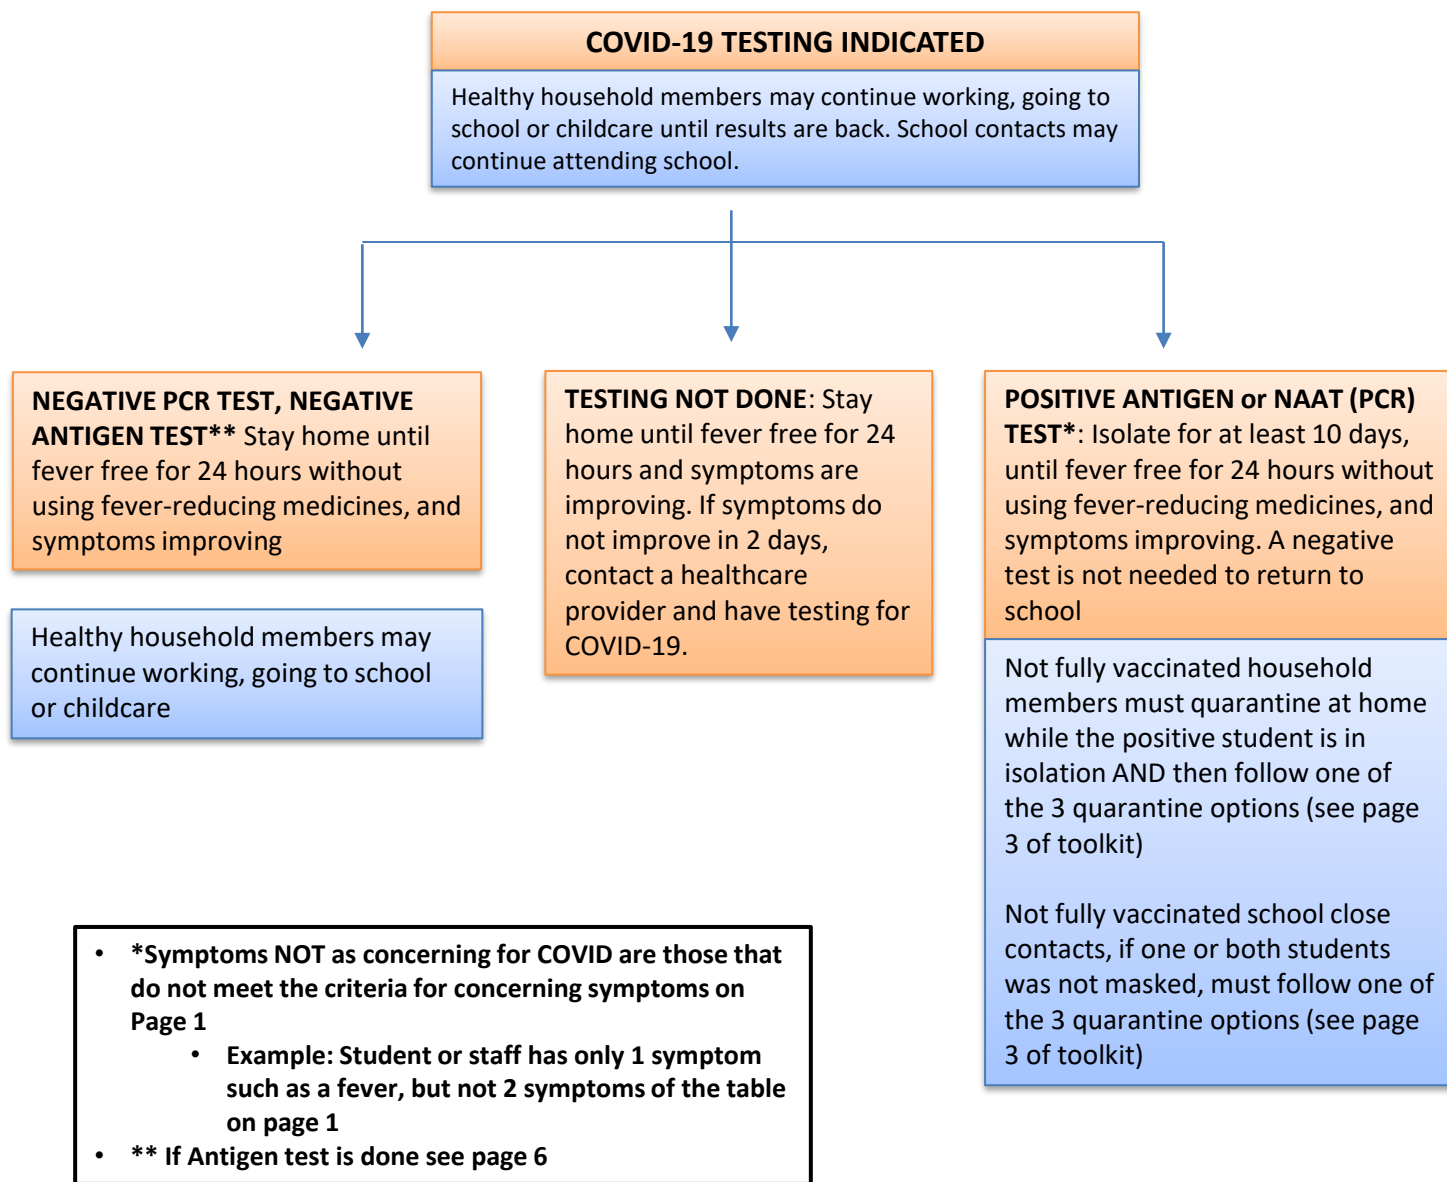 COVID-19 TESTING INDICATED
Healthy household members may continue working, going to
school or childcare until results are back. School contacts may
continue attending school.
NEGATIVE PCR TEST, NEGATIVE
ANTIGEN TEST** Stay home until
fever free for 24 hours without
using fever-reducing medicines, and
symptoms improving
Healthy household members may
continue working, going to school
or childcare
TESTING NOT DONE: Stay
home until fever free for 24
hours and symptoms are
improving. If symptoms do
not improve in 2 days,
contact a healthcare
provider and have testing for
COVID-19.
POSITIVE ANTIGEN or NAAT (PCR)
TEST*: Isolate for at least 10 days,
until fever free for 24 hours without
using fever-reducing medicines, and
symptoms improving. A negative
test is not needed to return to
school
Not fully vaccinated household
members must quarantine at home
while the positive student is in
isolation AND then follow one of
the 3 quarantine options (see page
3 of toolkit)
Not fully vaccinated school close
contacts, if one or both students
was not masked, must follow one of
the 3 quarantine options (see page
3 of toolkit)
• *Symptoms NOT as concerning for COVID are those that
do not meet the criteria for concerning symptoms on
Page 1
• Example: Student or staff has only 1 symptom
such as a fever, but not 2 symptoms of the table
on page 1
• ** If Antigen test is done see page 6